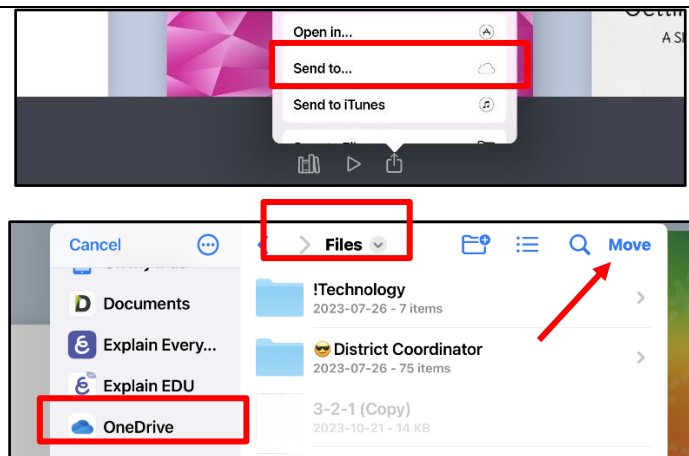 Open in...
A
Send to...
Send to iTunes
Cancel
Files
Move
Documents
Explain Every...
Explain EDU
OneDrive
!Technology
2023-07-26 - 7 items
😎District Coordinator
2023-07-26 - 75 items
3-2-1 (Copy)
2023-10-21 - 14 KB